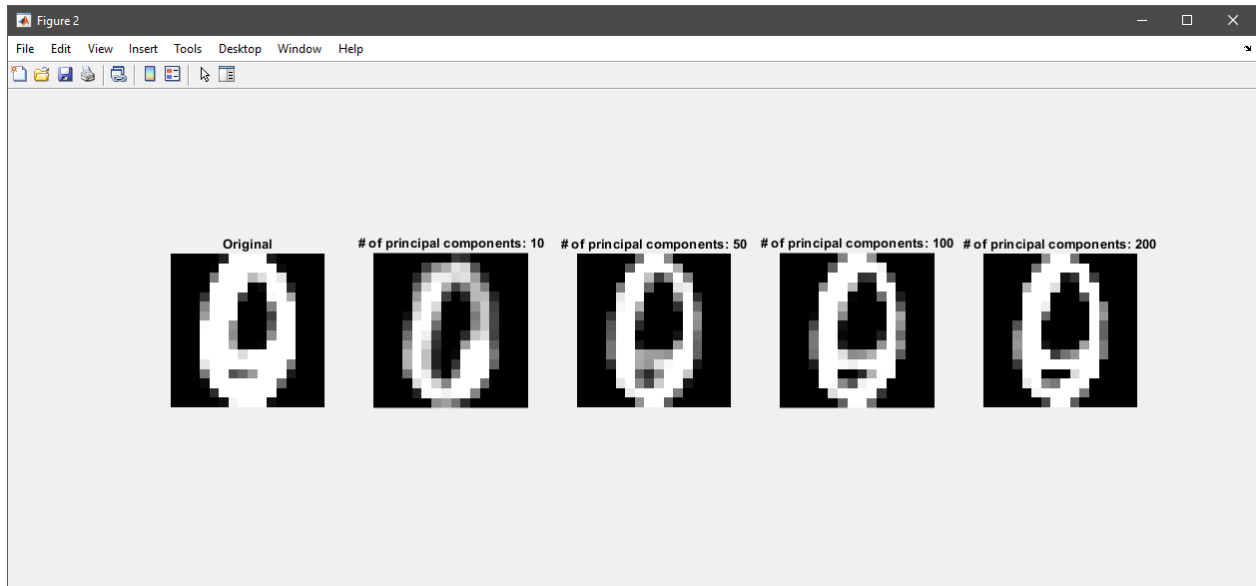 Figure 2
File Edit View Insert Tools Desktop Window Help
Original
# of principal components: 10
# of principal components: 50
# of principal components: 100
# of principal components: 200